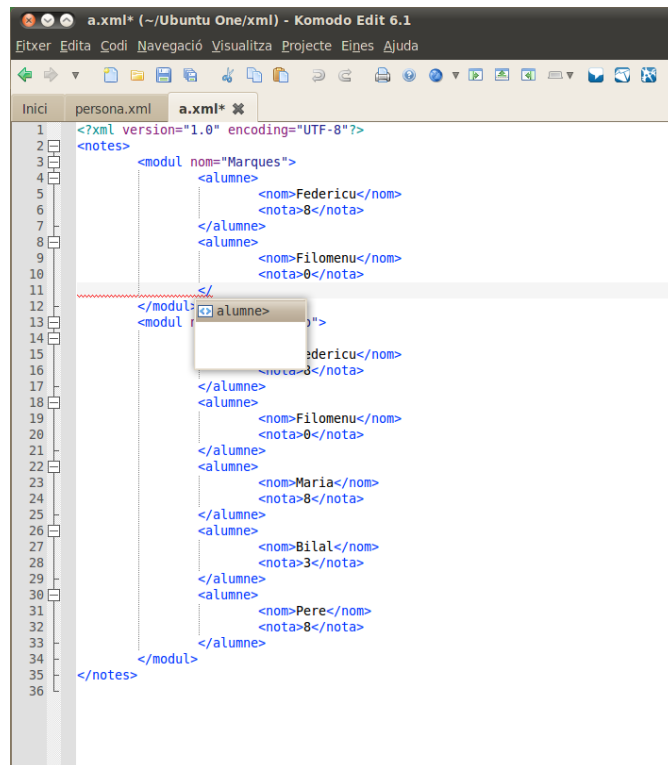 a.xml* (~/Ubuntu One/xml) - Komodo Edit 6.1
Fitxer Edita Codi Navegació Visualitza Projecte Eines Ajuda
Inici persona.xml a.xml*
1 <?xml version="1.0" encoding="UTF-8"?>
2 <notes>
3 <modul nom="Marques">
4 <alumne>
5 <nom>Federicu</nom>
6 <nota>8</nota>
7 </alumne>
8 <alumne>
9 <nom>Filomenu</nom>
10 <nota>0</nota>
11 </
alumne>
12 </modul>
13 <modul
14
15 </nom>
16 </nota>
17 </alumne>
18 <alumne>
19 <nom>Filomenu</nom>
20 <nota>0</nota>
21 </alumne>
22 <alumne>
23 <nom>Maria</nom>
24 <nota>8</nota>
25 </alumne>
26 <alumne>
27 <nom>Bilal</nom>
28 <nota>3</nota>
29 </alumne>
30 <alumne>
31 <nom>Pere</nom>
32 <nota>8</nota>
33 </alumne>
34 </modul>
35 </notes>
36